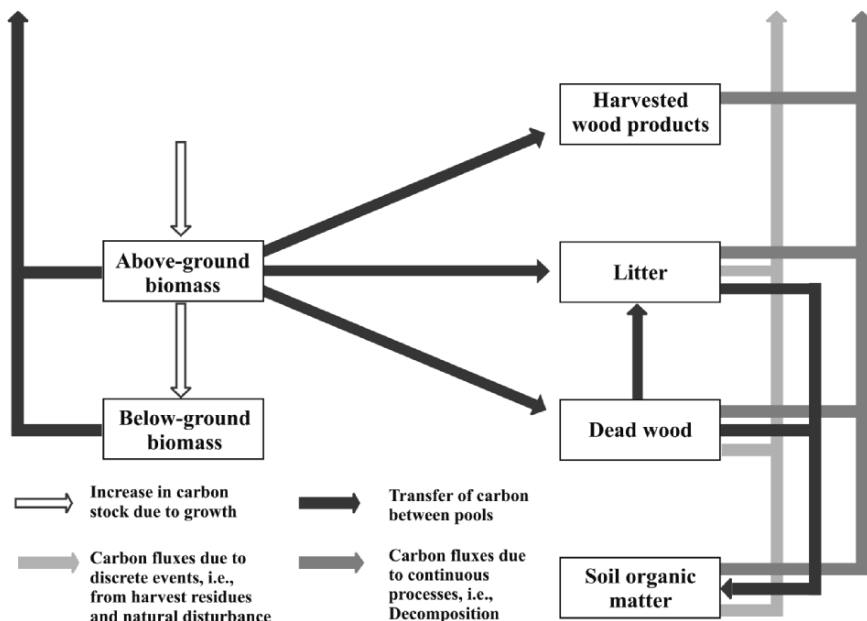 Harvested
wood products
Above-ground
biomass
Litter
Below-ground
biomass
Dead wood
Increase in carbon
stock due to growth
Transfer of carbon
between pools
Carbon fluxes due to
discrete events, i.e.,
from harvest residues
and natural disturbance
Carbon fluxes due
to continuous
processes, i.e.,
Decomposition
Soil organic
matter